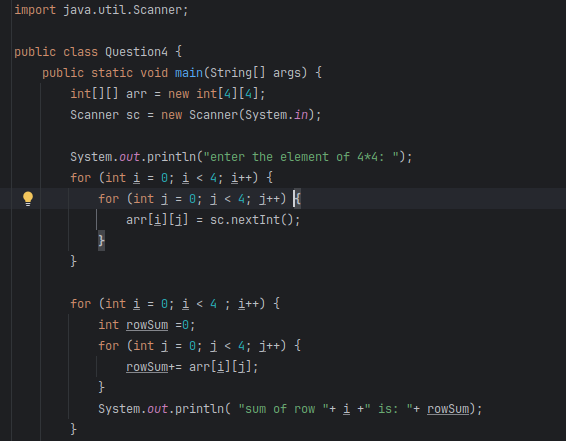 import java.util.Scanner;
public class Question4 {
public static void main(String[] args) {
int[][] arr = new int[4][4];
Scanner sc = new Scanner(System.in);
System.out.println("enter the element of 4*4: ");
for (int i = 0; i < 4; i++) {
for (int j = 0; j < 4; j++) {
arr[i][j] = sc.nextInt();
}
}
for (int i = 0; i < 4 ; i++) {
int rowSum =0;
for (int j = 0; j < 4; j++) {
rowSum+= arr[i][j];
}
System.out.println( "sum of row "+ i +" is: "+ rowSum);
}